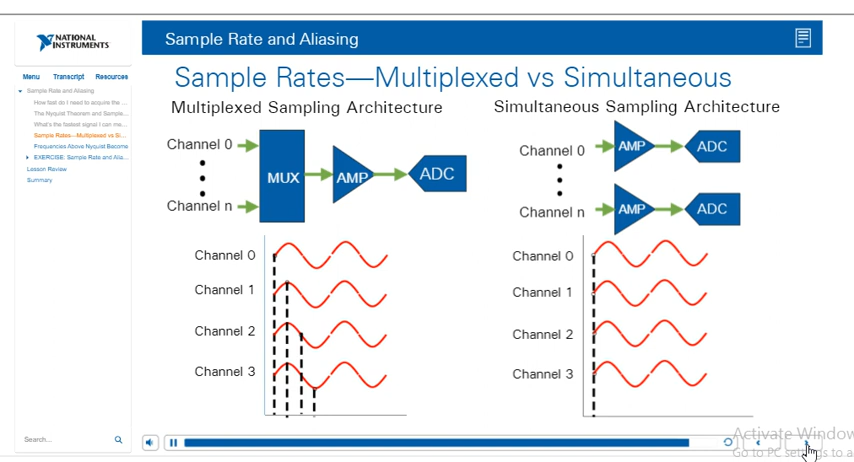 NATIONAL
INSTRUMENTS
Sample Rate and Aliasing
Menu Transcript Resources
Sample Rate and Aliasing
How fast do I need to acquire the ...
The Nyquist Theorem and Sample...
What's the fastest signal I can me...
Sample Rates—Multiplexed vs Si...
Frequencies Above Nyquist Become
EXERCISE: Sample Rate and Alia...
Lesson Review
Summary
Search...
Sample Rates—Multiplexed vs Simultaneous
Multiplexed Sampling Architecture
Channel 0
Channel n
MUX
AMP
ADC
Channel 0
Channel 1
Channel 2
Channel 3
Simultaneous Sampling Architecture
Channel 0
AMP
ADC
Channel n
AMP
ADC
Channel 0
Channel 1
Channel 2
Channel 3
Activate Window
Go to PC settings to a